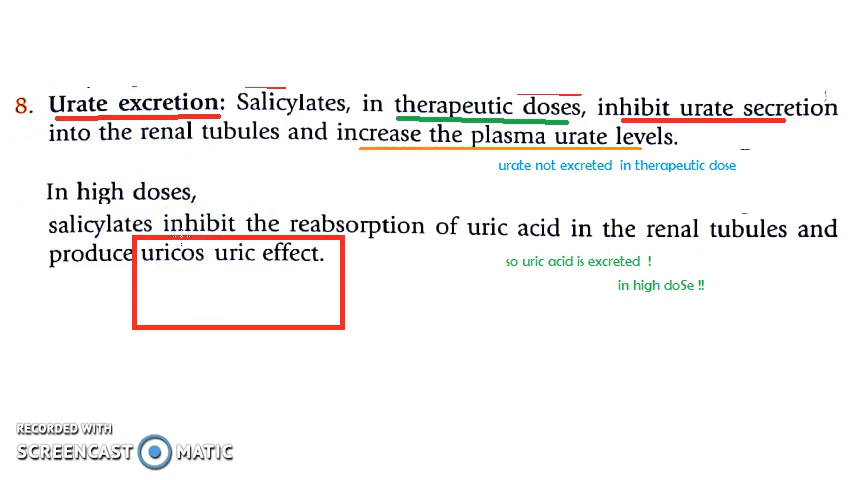 8. Urate excretion: Salicylates, in therapeutic doses, inhibit urate secretion
into the renal tubules and increase the plasma urate levels.
urate not excreted in therapeutic dose
In high doses,
salicylates inhibit the reabsorption of uric acid in the renal tubules and
produce uricos uric effect.
so uric acid is excreted !
in high doSe !!
RECORDED WITH
SCREENCAST MATIC